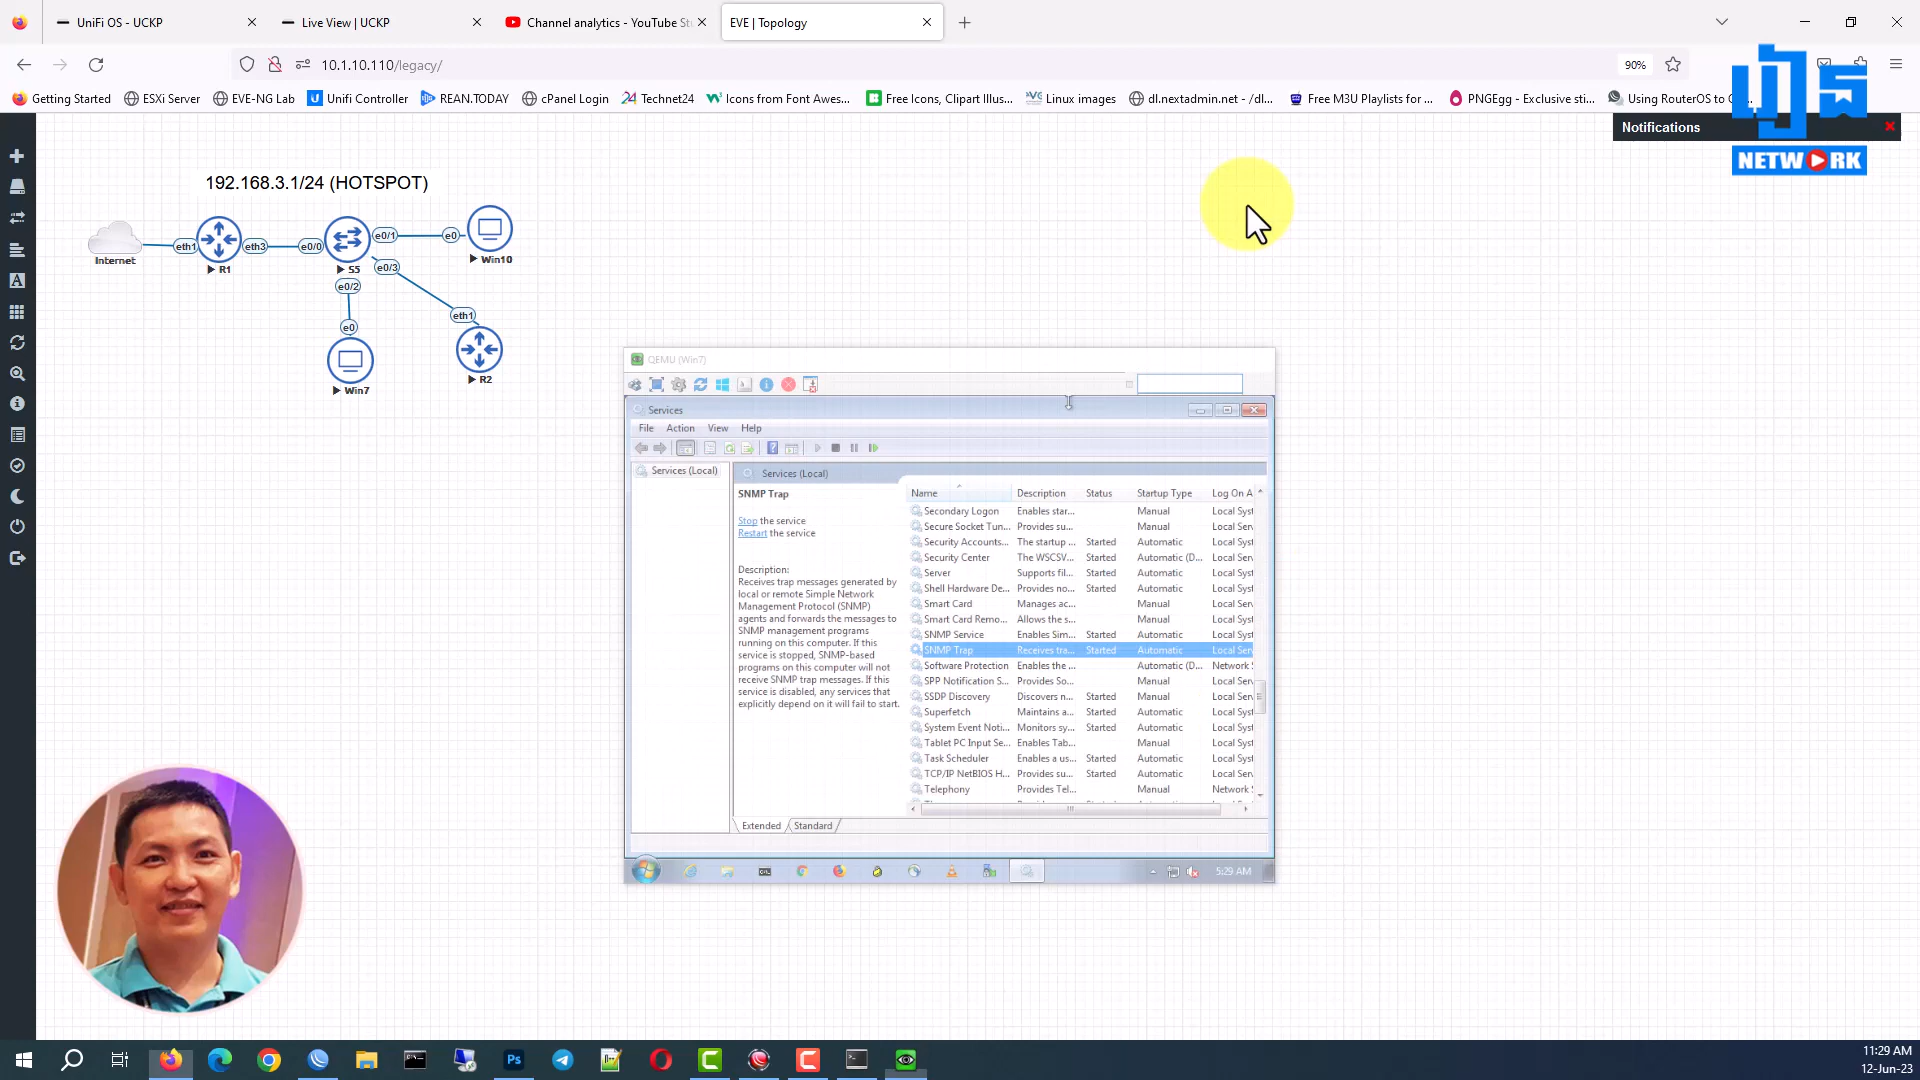 UniFi OS - UCKP
Live View | UCKP
Channel analytics - YouTube St
EVE | Topology
10.1.10.110/legacy/
90%
Getting Started
ESXi Server
EVE-NG Lab
Unifi Controller
REAN.TODAY
cPanel Login
Technet24
Icons from Font Awes...
Free Icons, Clipart Illus...
Linux images
dl.nextadmin.net - /dl...
Free M3U Playlists for ...
PNGEgg - Exclusive sti...
Using RouterOS to
Notifications
NETWORK
192.168.3.1/24 (HOTSPOT)
Internet
eth1
R1
eth3
e0/0
S5
e0/1
e0
Win10
e0/3
e0/2
eth1
e0
R2
Win7
QEMU (Win7)
Services
File Action View Help
Services (Local)
Services (Local)
SNMP Trap
Stop the service
Restart the service
Description:
Receives trap messages generated by
local or remote Simple Network
Management Protocol (SNMP)
agents and forwards the messages to
SNMP management programs
running on this computer. If this
service is stopped, SNMP-based
programs on this computer will not
receive SNMP trap messages. If this
service is disabled, any services that
explicitly depend on it will fail to start.
Name Description Status Startup Type Log On A
Secondary Logon Enables star... Manual Local Syst
Secure Socket Tun... Provides su... Manual Local Serv
Security Accounts... The startup ... Started Automatic Local Syst
Security Center The WSCSV... Started Automatic (D... Local Serv
Server Supports fil... Started Automatic Local Syst
Shell Hardware De... Provides no... Started Automatic Local Syst
Smart Card Manages ac... Manual Local Serv
Smart Card Remo... Allows the s... Manual Local Syst
SNMP Service Enables Sim... Started Automatic Local Syst
SNMP Trap Receives tra... Started Automatic Local Serv
Software Protection Enables the ... Automatic (D... Network S
SPP Notification S... Provides So... Manual Local Serv
SSDP Discovery Discovers n... Started Manual Local Serv
Superfetch Maintains a... Started Automatic Local Syst
System Event Noti... Monitors sy... Started Automatic Local Syst
Tablet PC Input Se... Enables Tab... Manual Local Syst
Task Scheduler Enables a us... Started Automatic Local Syst
TCP/IP NetBIOS H... Provides su... Started Automatic Local Serv
Telephony Provides Tel... Manual Network S
Extended Standard
5:29 AM
Ps
11:29 AM
12-Jun-23